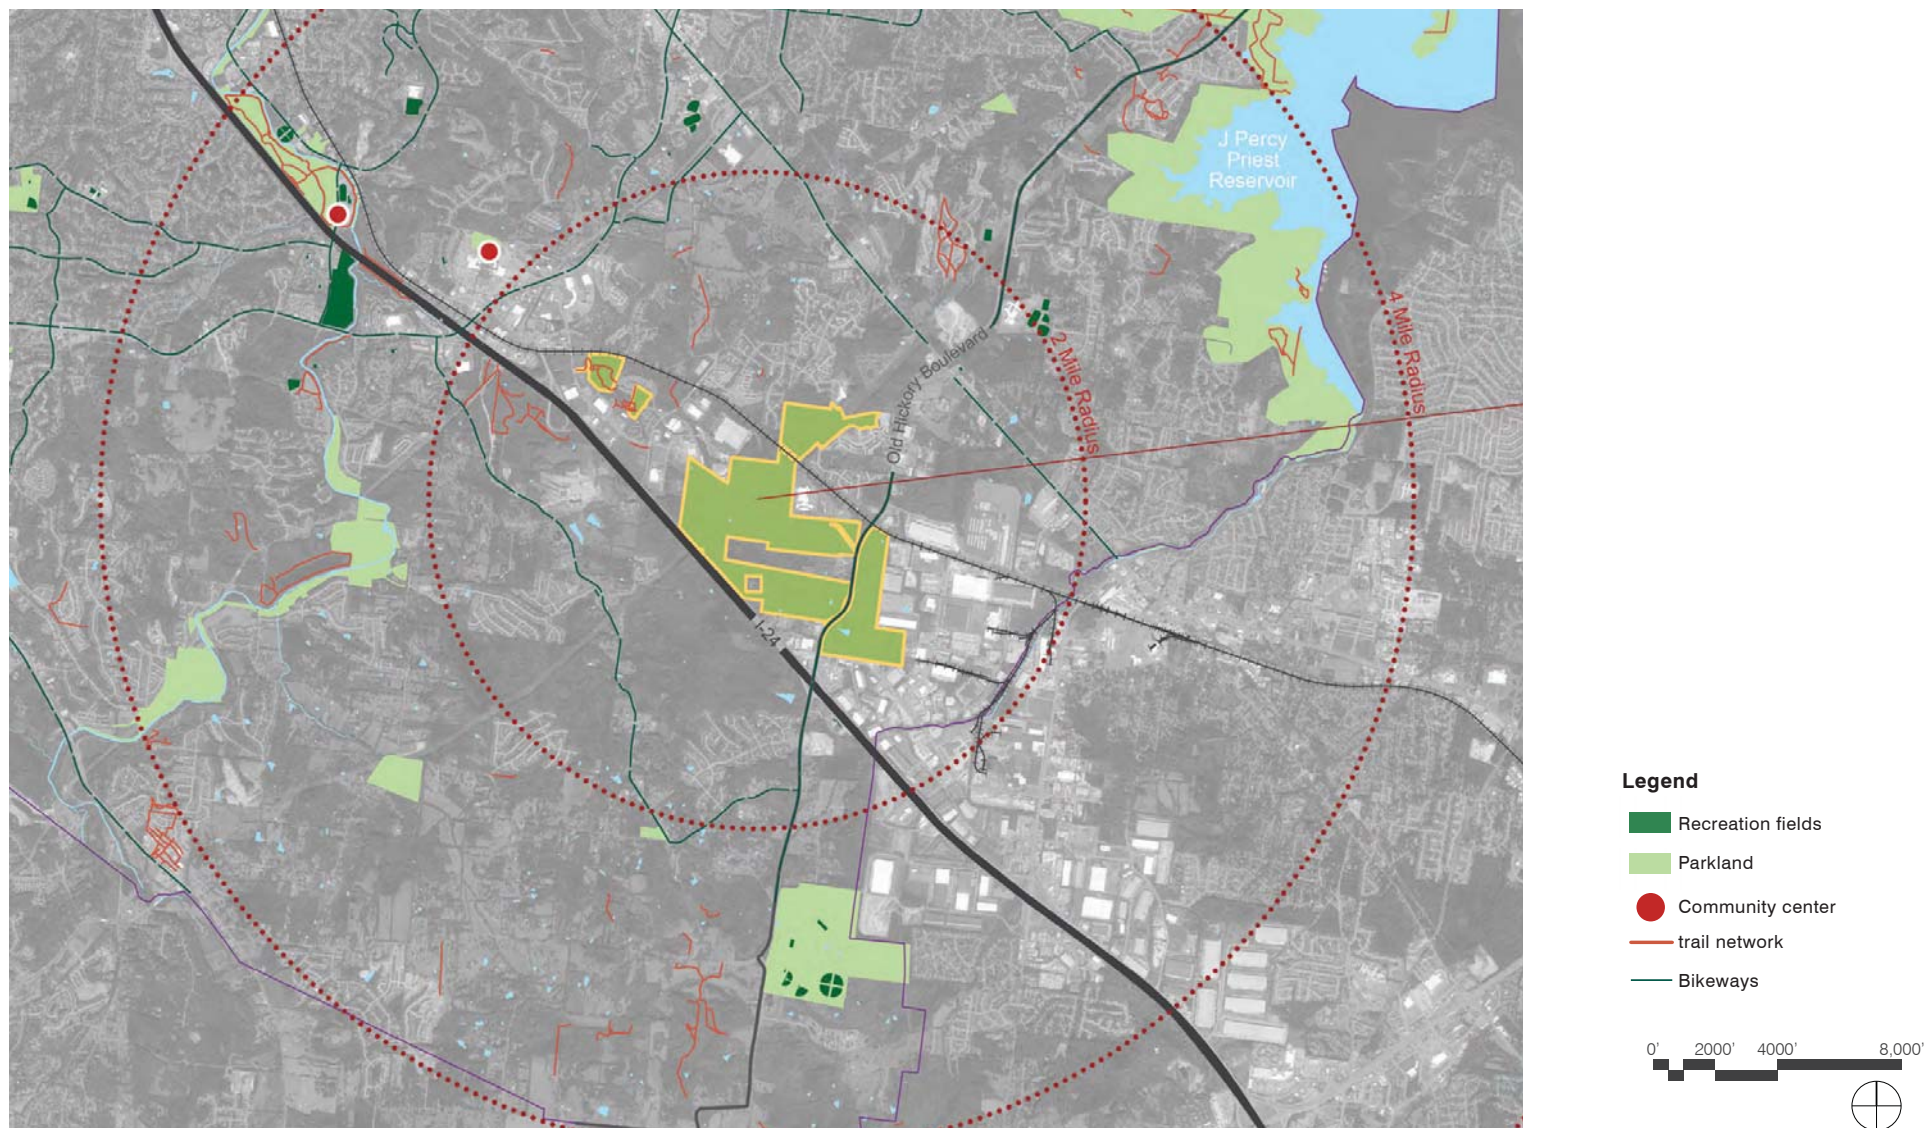 J Percy
Priest
Reservoir
4 Mile Radius
2 Mile Radius
Old Hickory Boulevard
I-24
Legend
Recreation fields
Parkland
Community center
trail network
Bikeways
0' 2000' 4000' 8,000'